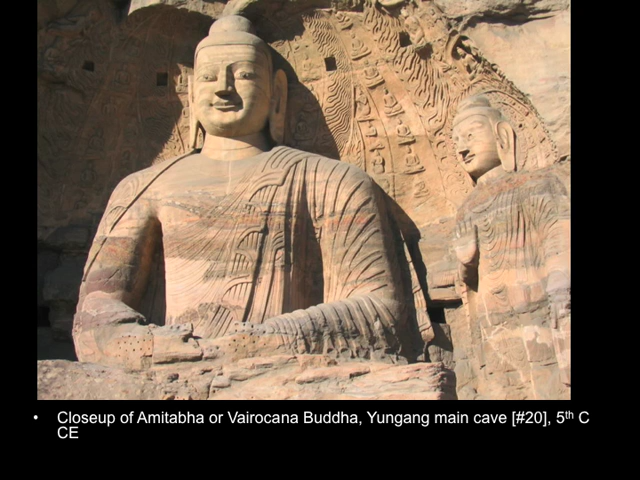 • Closeup of Amitabha or Vairocana Buddha, Yungang main cave [#20], 5th C
CE